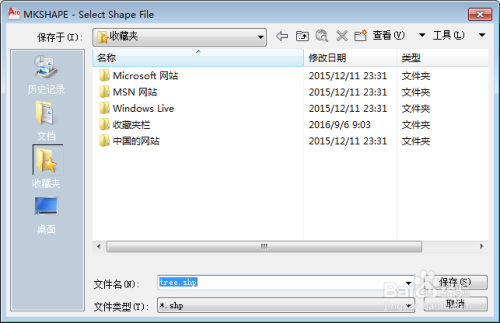 MKSHAPE - Select Shape File
保存于(I): 收藏夹 查看(V) 工具(L)
名称 修改日期 类型
Microsoft 网站 2015/12/11 23:31 文件夹
MSN 网站 2015/12/11 23:31 文件夹
Windows Live 2015/12/11 23:31 文件夹
收藏夹栏 2016/9/6 9:03 文件夹
中国的网站 2015/12/11 23:31 文件夹
历史记录
文档
收藏夹
桌面
文件名(N): tree.shp 保存(S)
文件类型(T): *.shp 取消